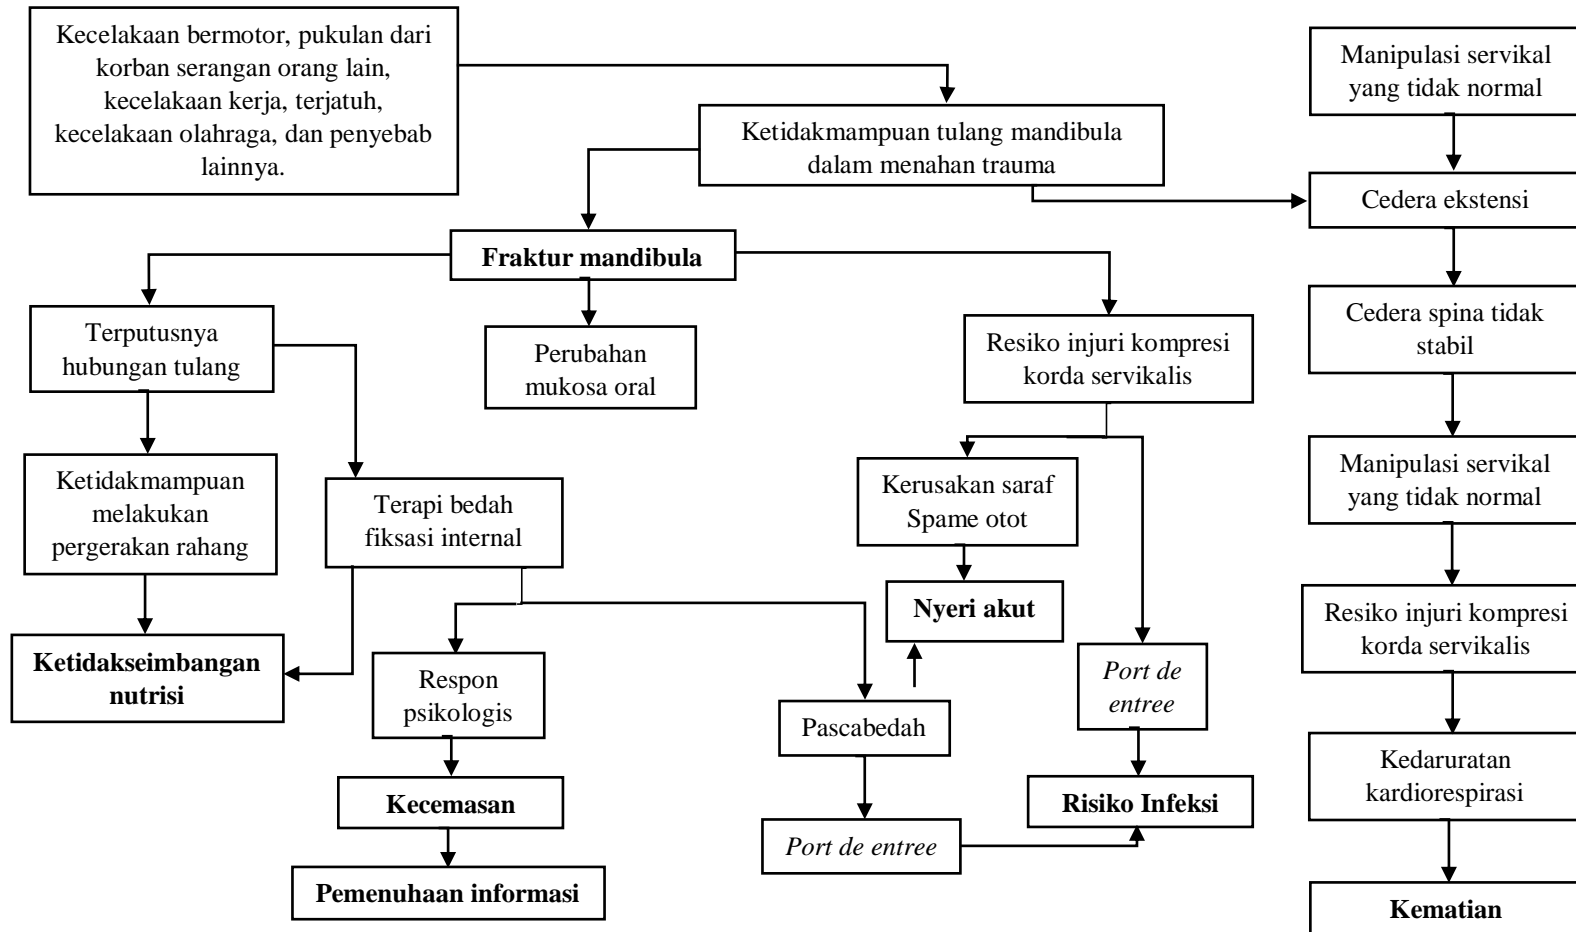 Kecelakaan bermotor, pukulan dari
korban serangan orang lain,
kecelakaan kerja, terjatuh,
kecelakaan olahraga, dan penyebab
lainnya.
Ketidakmampuan tulang mandibula
dalam menahan trauma
Manipulasi servikal
yang tidak normal
Cedera ekstensi
Fraktur mandibula
Terputusnya
hubungan tulang
Perubahan
mukosa oral
Resiko injuri kompresi
korda servikalis
Cedera spina tidak
stabil
Ketidakmampuan
melakukan
pergerakan rahang
Terapi bedah
fiksasi internal
Kerusakan saraf
Spame otot
Manipulasi servikal
yang tidak normal
Nyeri akut
Ketidakseimbangan
nutrisi
Respon
psikologis
Pascabedah
Port de
entree
Resiko injuri kompresi
korda servikalis
Kecemasan
Port de entree
Risiko Infeksi
Kedaruratan
kardiorespirasi
Pemenuhaan informasi
Kematian